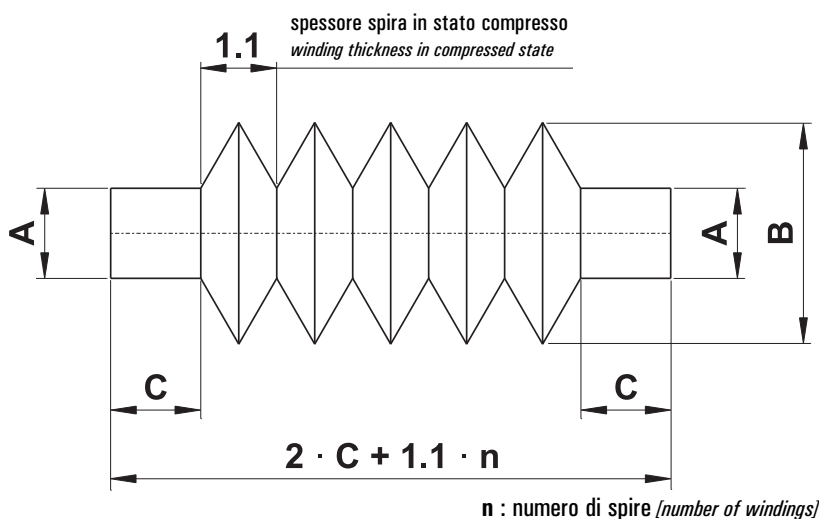 spessore spira in stato compresso
1.1
winding thickness in compressed state
A
A
B
C
C
2 · C + 1.1 · n
n : numero di spire [number of windings]